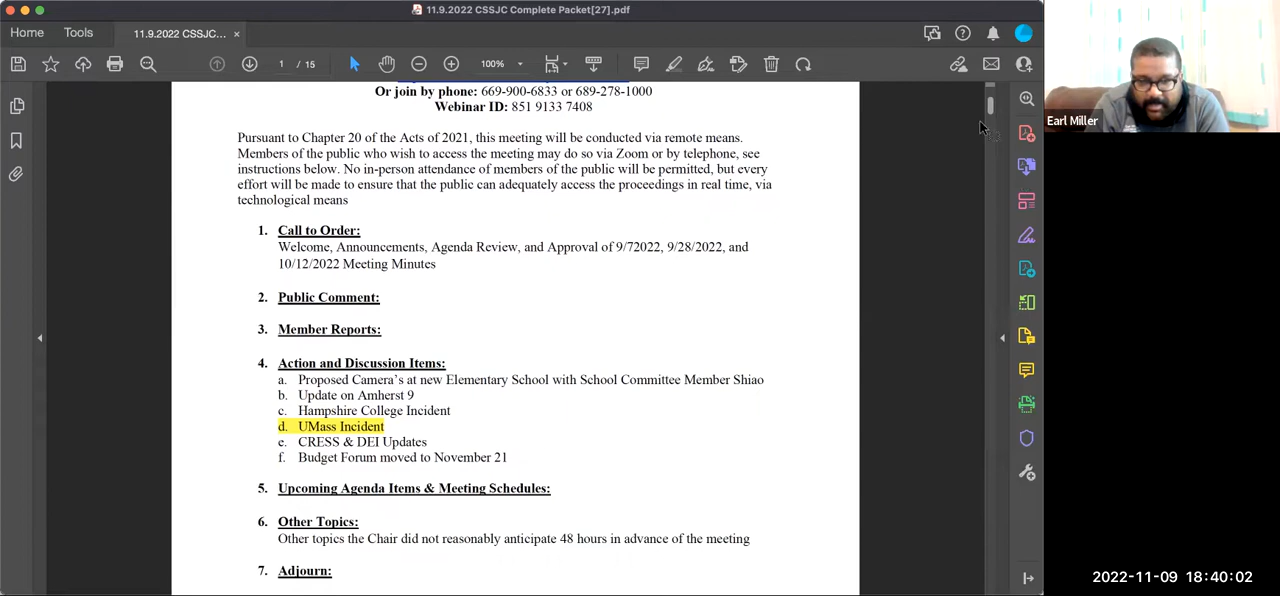 11.9.2022 CSSJC Complete Packet[27].pdf
Home Tools 11.9.2022 CSSJC... ×
1 / 15 100%
Or join by phone: 669-900-6833 or 689-278-1000
Webinar ID: 851 9133 7408
Pursuant to Chapter 20 of the Acts of 2021, this meeting will be conducted via remote means.
Members of the public who wish to access the meeting may do so via Zoom or by telephone, see
instructions below. No in-person attendance of members of the public will be permitted, but every
effort will be made to ensure that the public can adequately access the proceedings in real time, via
technological means
1. Call to Order:
Welcome, Announcements, Agenda Review, and Approval of 9/72022, 9/28/2022, and
10/12/2022 Meeting Minutes
2. Public Comment:
3. Member Reports:
4. Action and Discussion Items:
a. Proposed Camera's at new Elementary School with School Committee Member Shiao
b. Update on Amherst 9
c. Hampshire College Incident
d. UMass Incident
e. CRESS & DEI Updates
f. Budget Forum moved to November 21
5. Upcoming Agenda Items & Meeting Schedules:
6. Other Topics:
Other topics the Chair did not reasonably anticipate 48 hours in advance of the meeting
7. Adjourn:
Earl Miller
2022-11-09 18:40:02